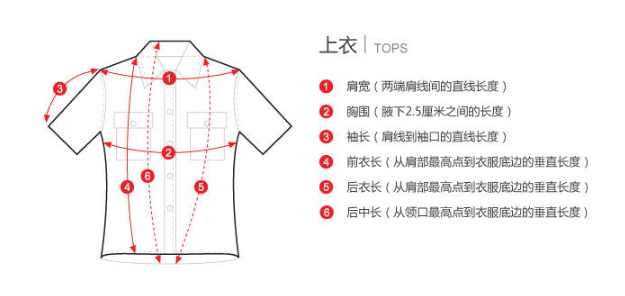 上衣 | TOPS
1 肩宽（两端肩线间的直线长度）
2 胸围（腋下2.5厘米之间的长度）
3 袖长（肩线到袖口的直线长度）
4 前衣长（从肩部最高点到衣服底边的垂直长度）
5 后衣长（从肩部最高点到衣服底边的垂直长度）
6 后中长（从领口最高点到衣服底边的垂直长度）
1
3
2
6
4
5